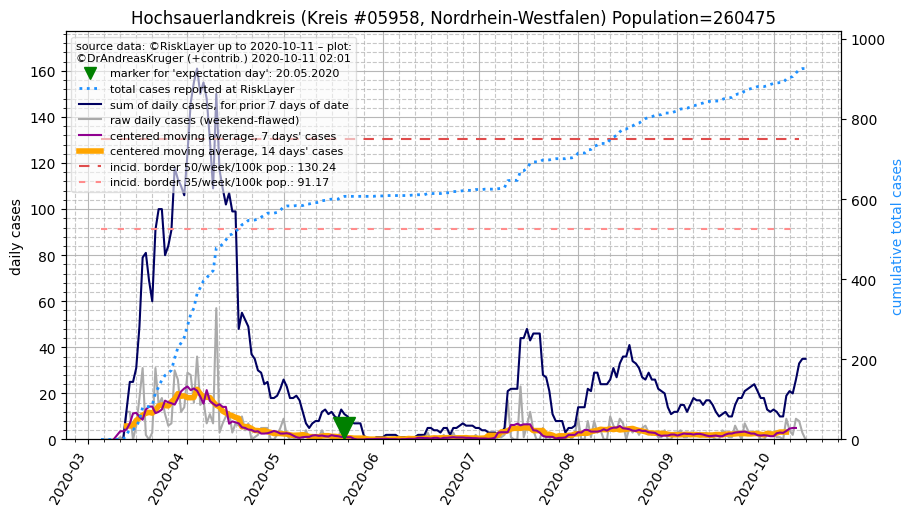 Hochsauerlandkreis (Kreis #05958, Nordrhein-Westfalen) Population=260475
source data: ©RiskLayer up to 2020-10-11 – plot:
©DrAndreasKruger (+contrib.) 2020-10-11 02:01
marker for 'expectation day': 20.05.2020
total cases reported at RiskLayer
sum of daily cases, for prior 7 days of date
raw daily cases (weekend-flawed)
centered moving average, 7 days' cases
centered moving average, 14 days' cases
incid. border 50/week/100k pop.: 130.24
incid. border 35/week/100k pop.: 91.17
daily cases
160
140
120
100
80
60
40
20
0
cumulative total cases
1000
800
600
400
200
0
2020-03
2020-04
2020-05
2020-06
2020-07
2020-08
2020-09
2020-10